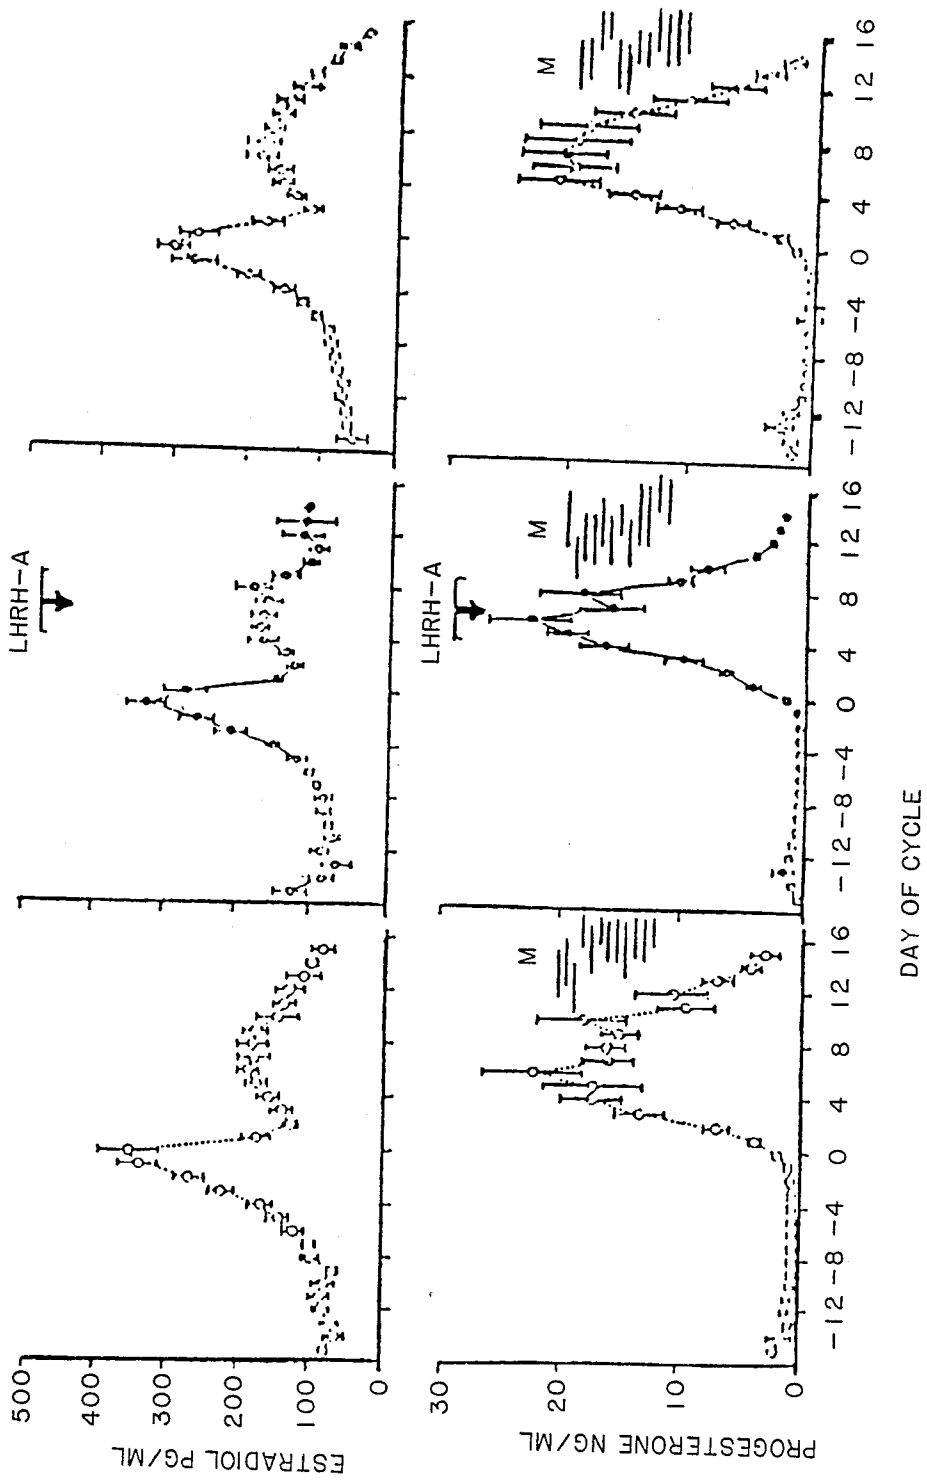 LHRH-A
500
400
300
200
100
0
ESTRADIOL PG/ML
LHRH-A
M
M
M
30
20
10
0
PROGESTERONE NG/ML
-12 -8 -4 0 4 8 12 16 -12 -8 -4 0 4 8 12 16 -12 -8 -4 0 4 8 12 16
DAY OF CYCLE